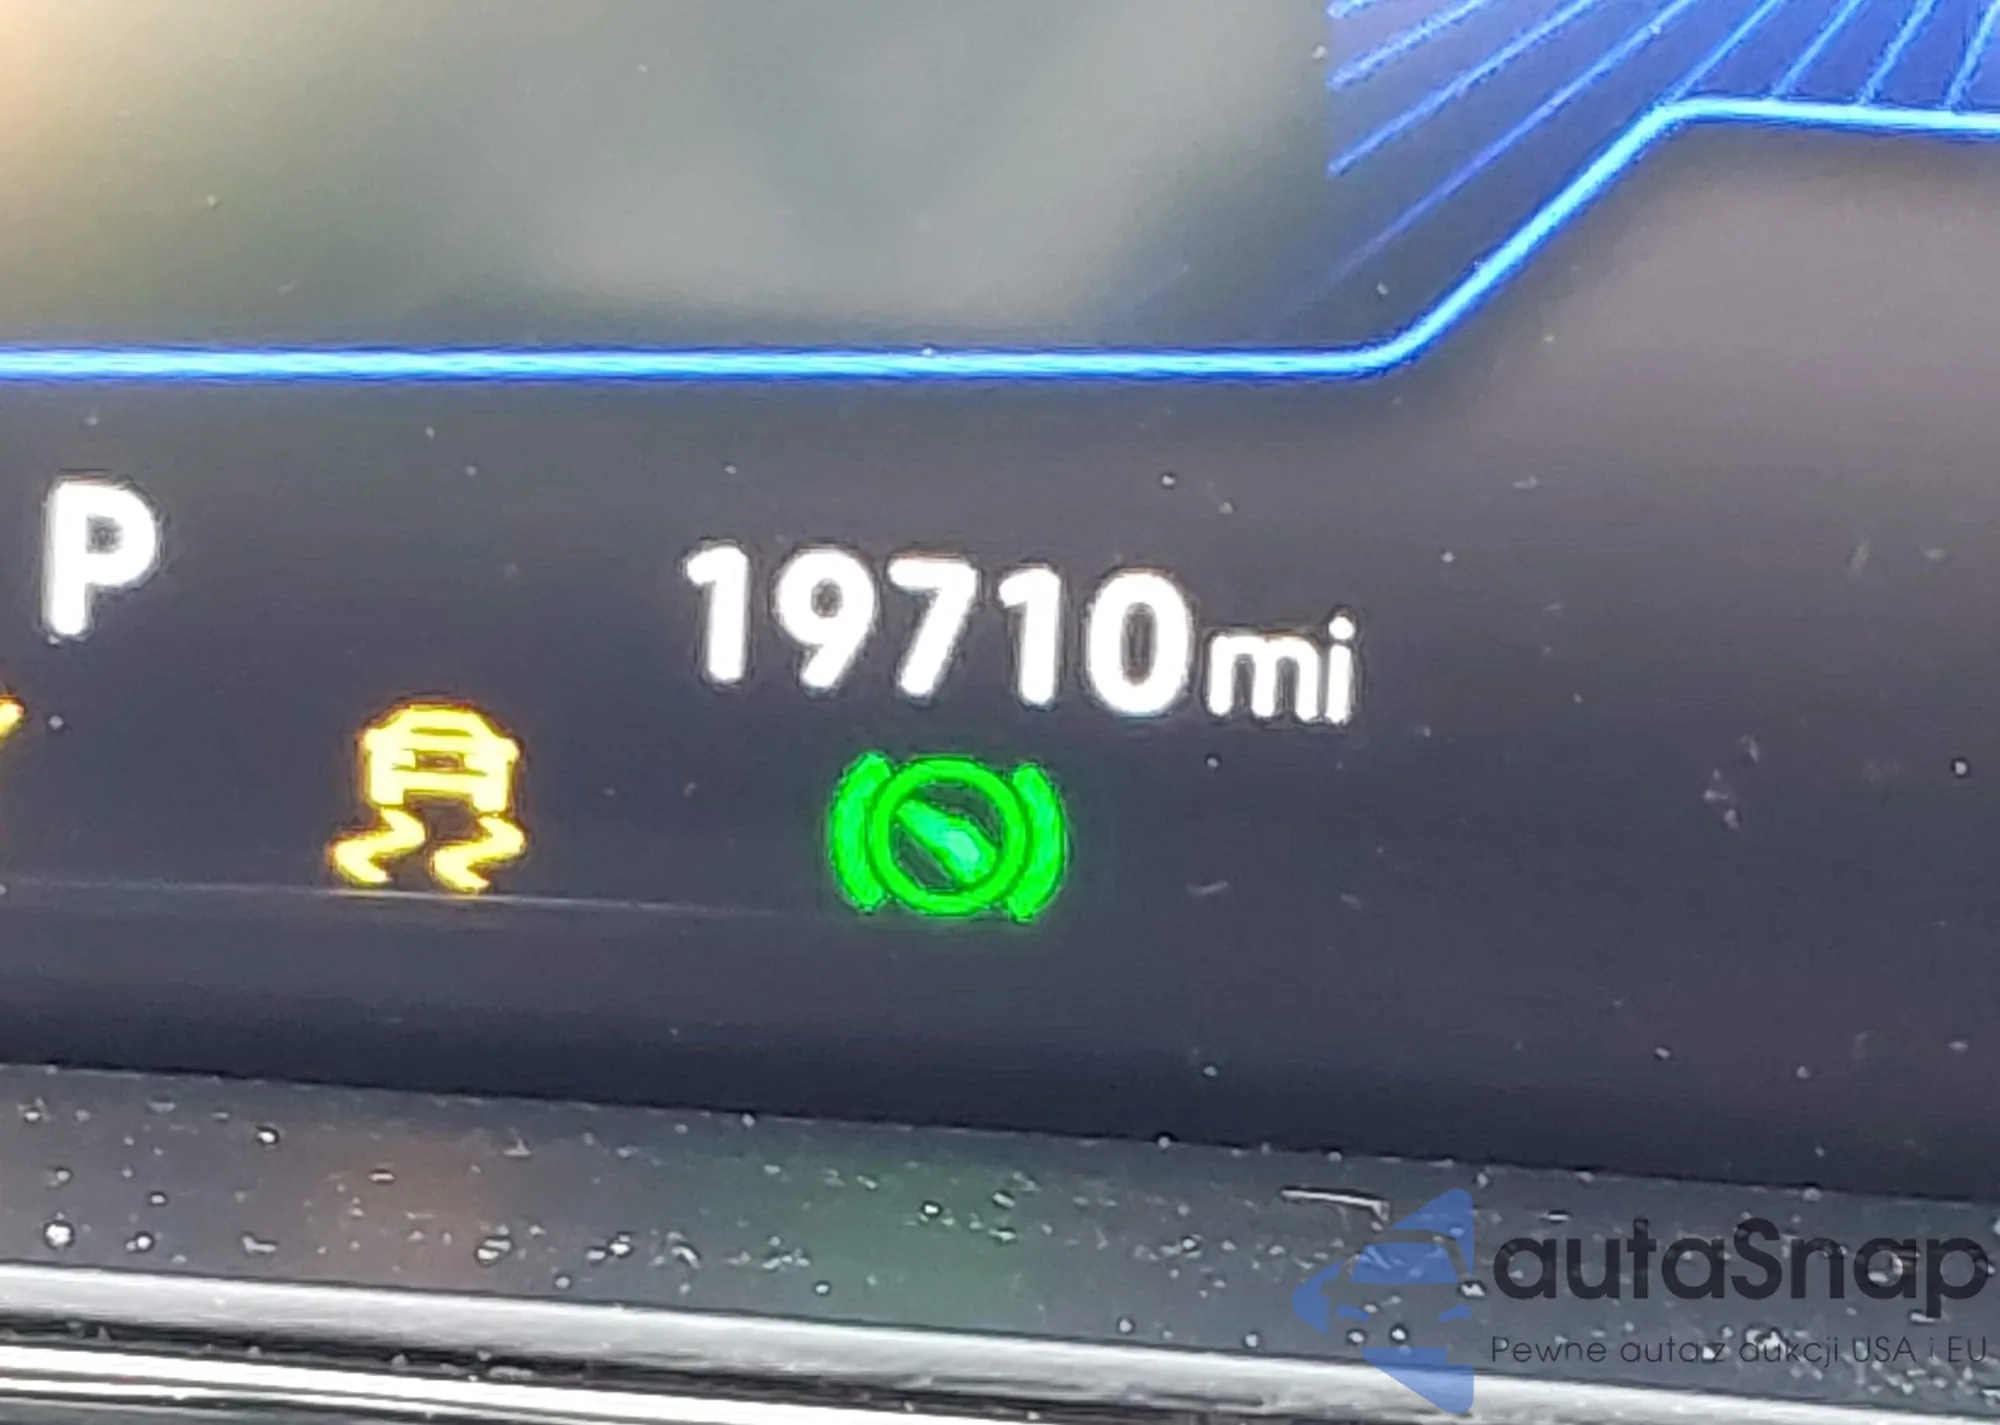 P
19710mi
autaSnap
Pewne auta z aukcji USA i EU